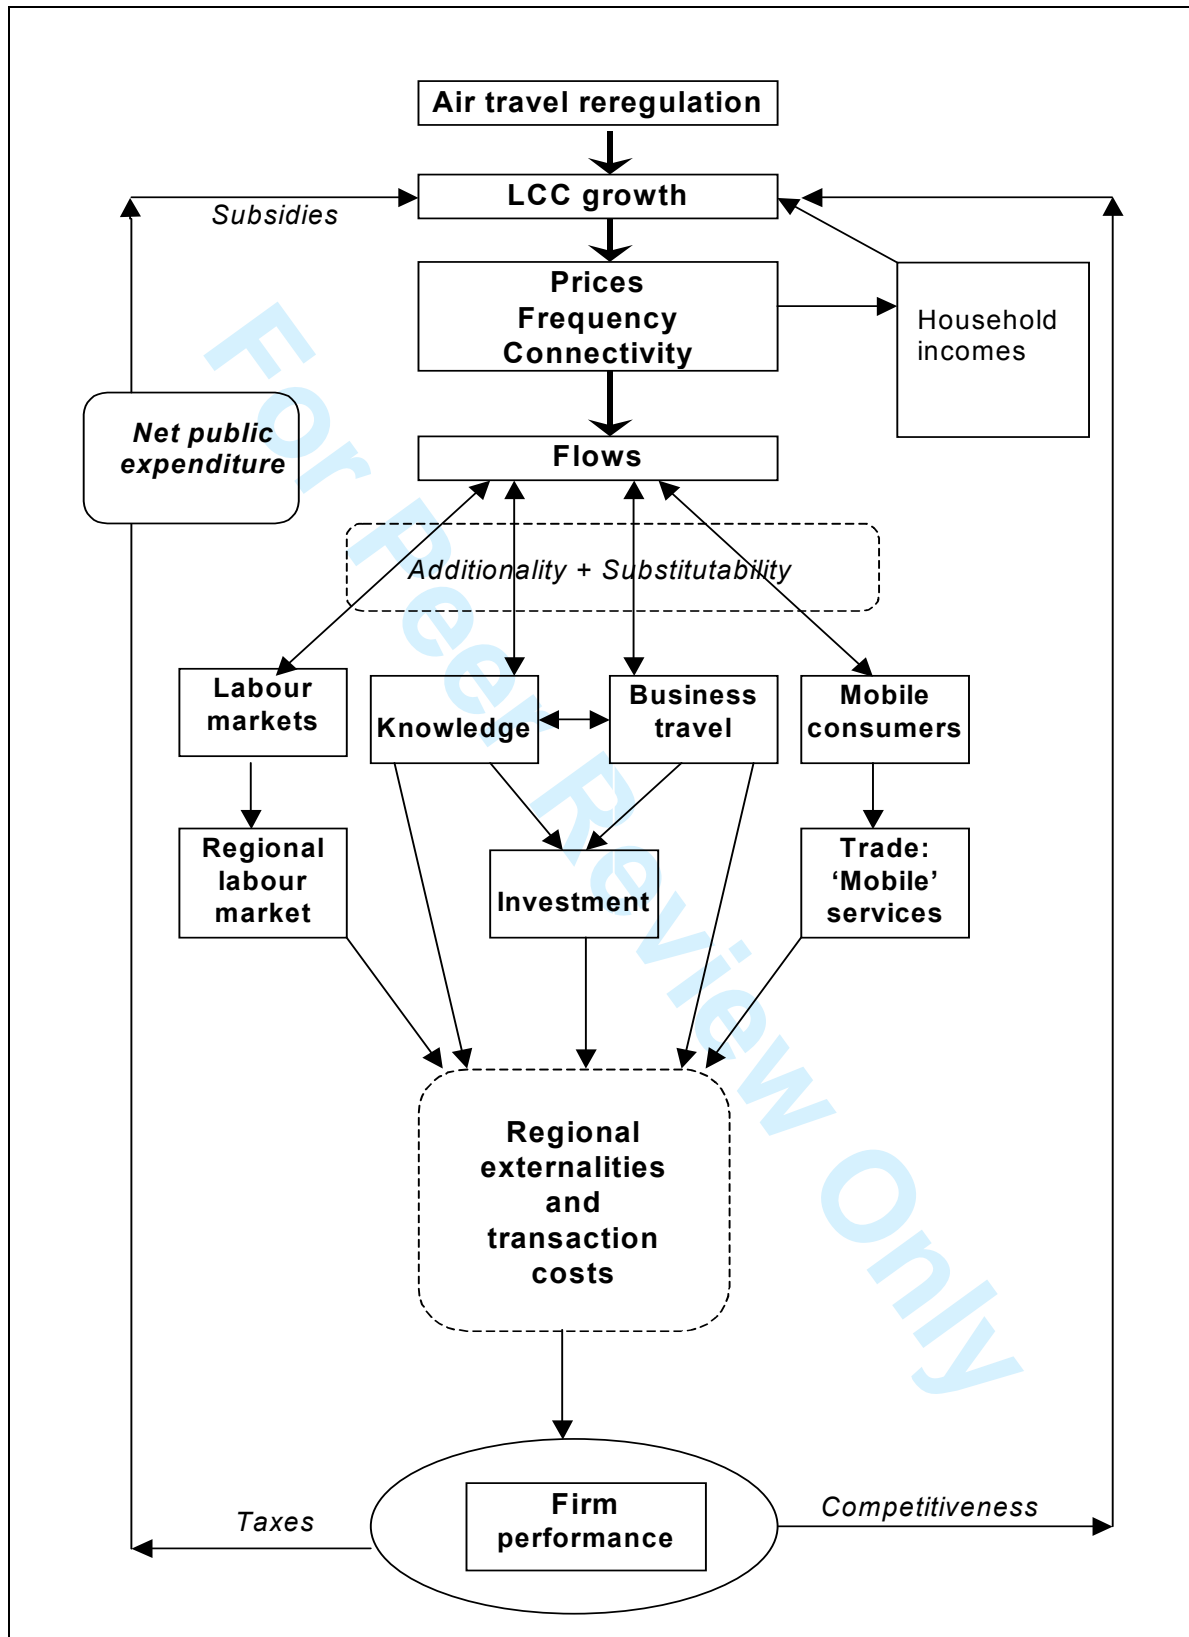 Air travel reregulation
LCC growth
Subsidies
Prices
Frequency
Connectivity
Household
incomes
Net public
expenditure
Flows
Additionality + Substitutability
Labour
markets
Knowledge
Business
travel
Mobile
consumers
Regional
labour
market
Investment
Trade:
‘Mobile’
services
Regional
externalities
and
transaction
costs
Firm
performance
Taxes
Competitiveness
For Peer Review Only